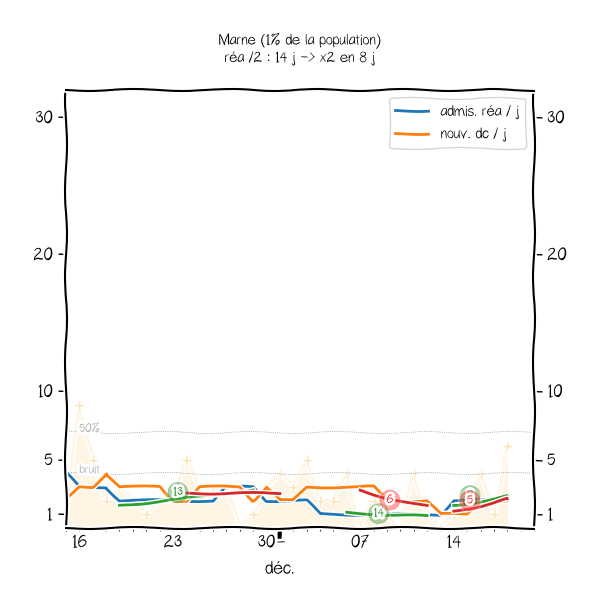 Marne (1% de la population)
réa /2 : 14 j -> x2 en 8 j
admis. réa / j
nouv. dc / j
30 30
20 20
10 10
50%
5 5
bruit
13
6
5
14
1 1
16 23 30 07 14
déc.